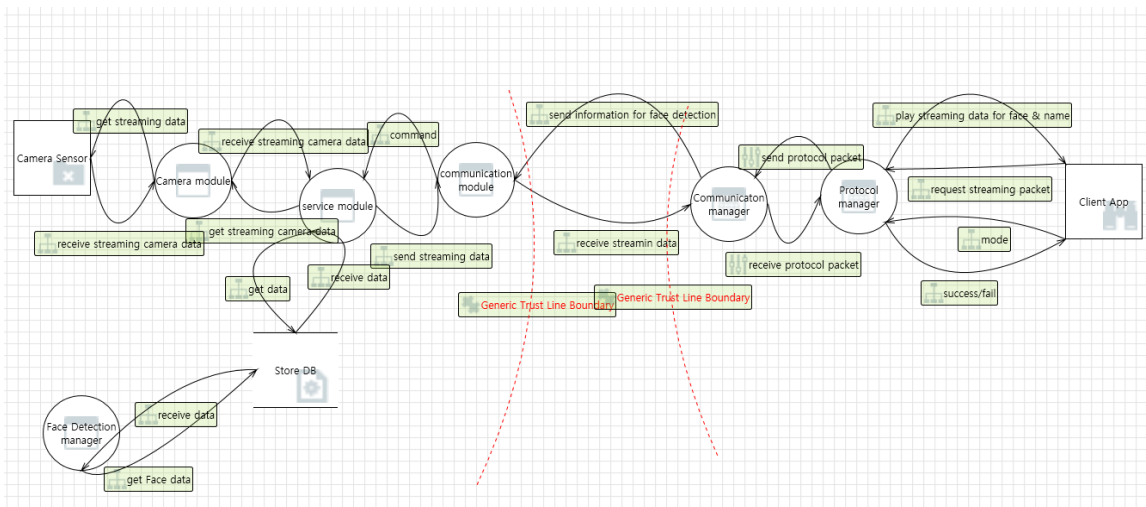 get streaming data
Camera Sensor
Camera module
receive streaming camera data
receive streaming camera data
command
service module
get streaming camera data
communication
module
send streaming data
get data
receive data
Store DB
Face Detection
manager
receive data
get Face data
send information for face detection
receive streamin data
Generic Trust Line Boundary
Generic Trust Line Boundary
Communicaton
manager
send protocol packet
receive protocol packet
Protocol
manager
play streaming data for face & name
request streaming packet
mode
success/fail
Client App